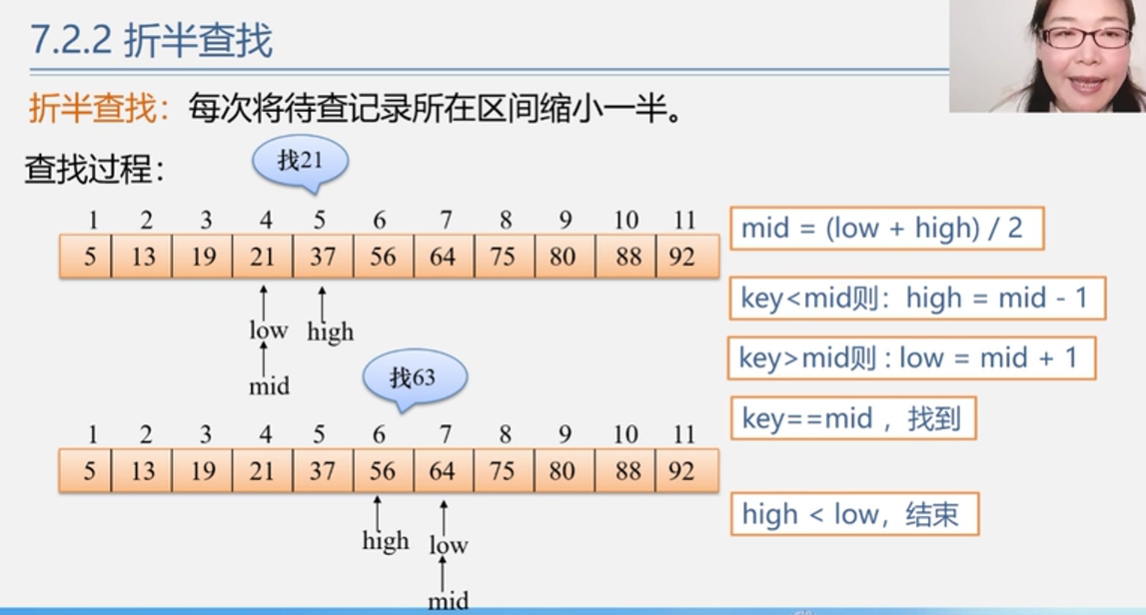 7.2.2 折半查找
折半查找：每次将待查记录所在区间缩小一半。
查找过程：
找21
1 2 3 4 5 6 7 8 9 10 11
5 13 19 21 37 56 64 75 80 88 92
low high
mid
找63
1 2 3 4 5 6 7 8 9 10 11
5 13 19 21 37 56 64 75 80 88 92
high low
mid
mid = (low + high) / 2
key<mid则：high = mid - 1
key>mid则：low = mid + 1
key==mid ，找到
high < low，结束